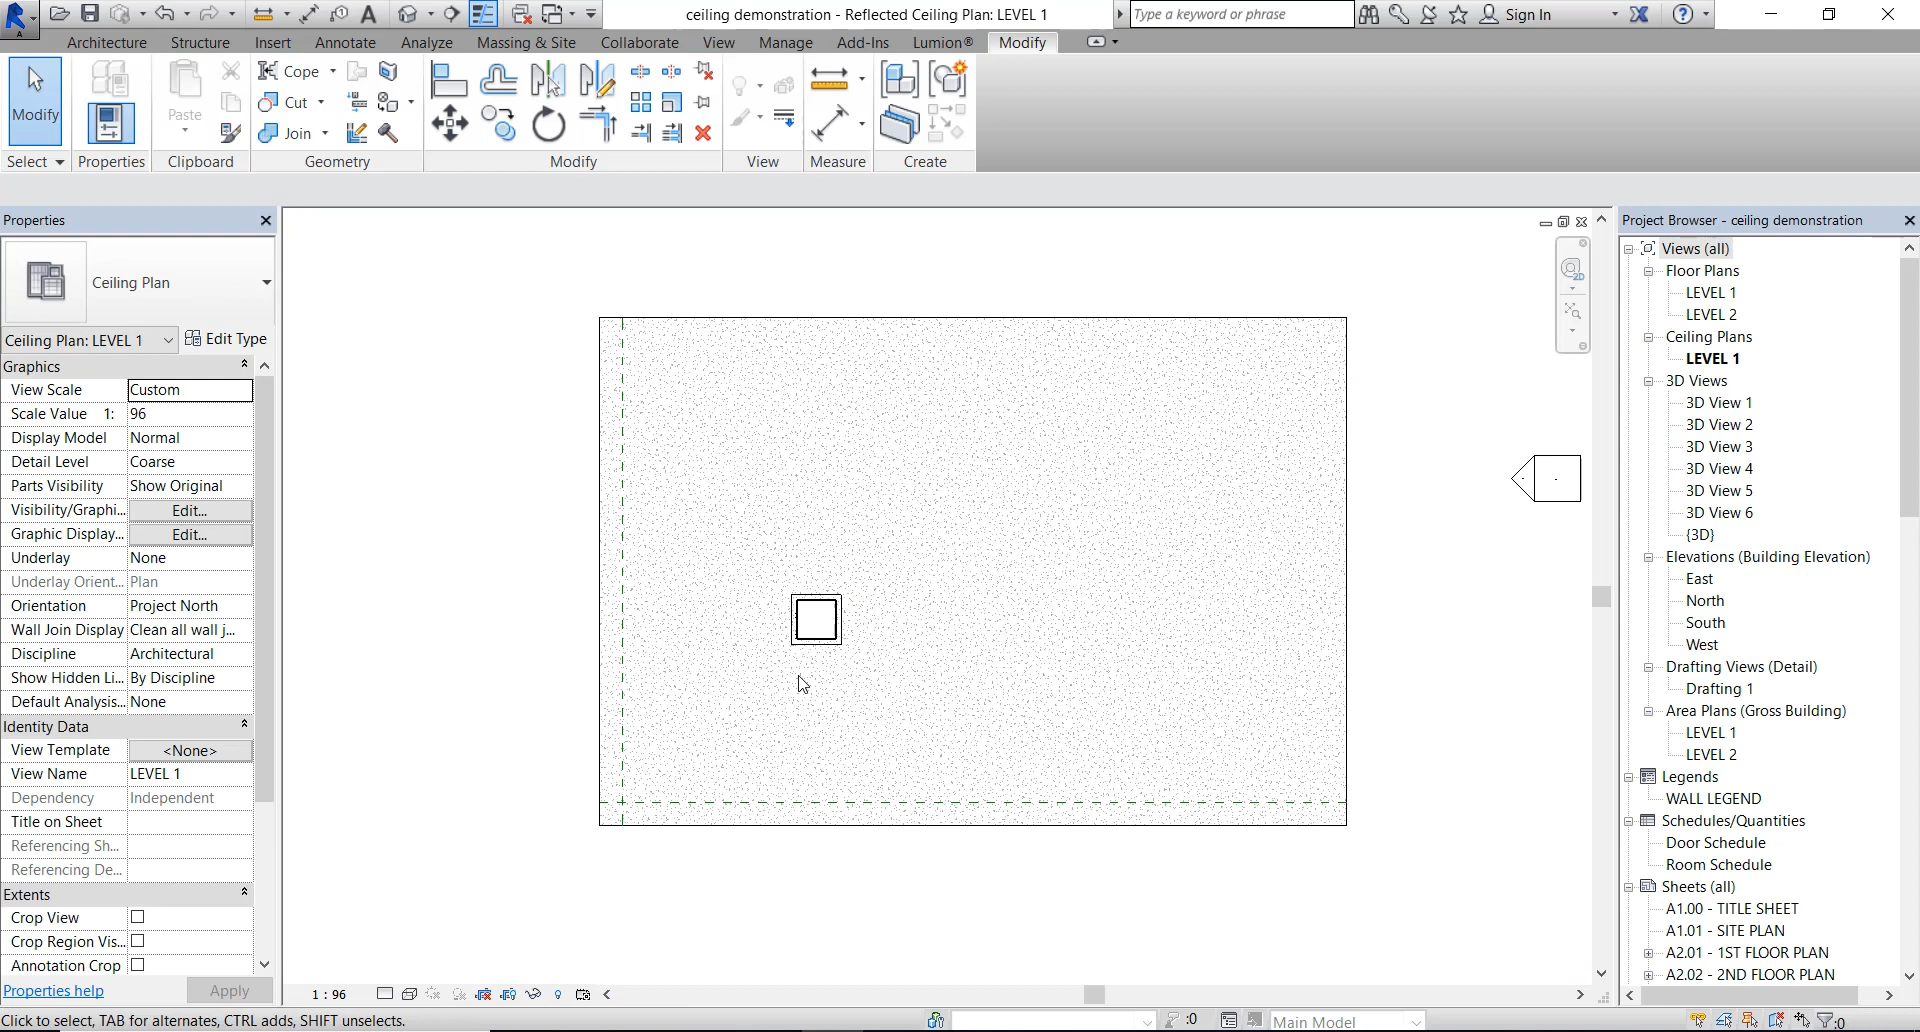 ceiling demonstration - Reflected Ceiling Plan: LEVEL 1
Type a keyword or phrase
Sign In
Architecture Structure Insert Annotate Analyze Massing & Site Collaborate View Manage Add-Ins Lumion® Modify
Modify
Paste
Cope
Cut
Join
Select Properties Clipboard Geometry Modify View Measure Create
Properties
Ceiling Plan
Ceiling Plan: LEVEL 1 Edit Type
Graphics
View Scale Custom
Scale Value 1: 96
Display Model Normal
Detail Level Coarse
Parts Visibility Show Original
Visibility/Graphi... Edit...
Graphic Display... Edit...
Underlay None
Underlay Orient... Plan
Orientation Project North
Wall Join Display Clean all wall j...
Discipline Architectural
Show Hidden Li... By Discipline
Default Analysis... None
Identity Data
View Template <None>
View Name LEVEL 1
Dependency Independent
Title on Sheet
Referencing Sh...
Referencing De...
Extents
Crop View
Crop Region Vis...
Annotation Crop
Properties help Apply
2D
1 : 96
Project Browser - ceiling demonstration
Views (all)
Floor Plans
LEVEL 1
LEVEL 2
Ceiling Plans
LEVEL 1
3D Views
3D View 1
3D View 2
3D View 3
3D View 4
3D View 5
3D View 6
{3D}
Elevations (Building Elevation)
East
North
South
West
Drafting Views (Detail)
Drafting 1
Area Plans (Gross Building)
LEVEL 1
LEVEL 2
Legends
WALL LEGEND
Schedules/Quantities
Door Schedule
Room Schedule
Sheets (all)
A1.00 - TITLE SHEET
A1.01 - SITE PLAN
A2.01 - 1ST FLOOR PLAN
A2.02 - 2ND FLOOR PLAN
Click to select, TAB for alternates, CTRL adds, SHIFT unselects.
:0
Main Model
:0